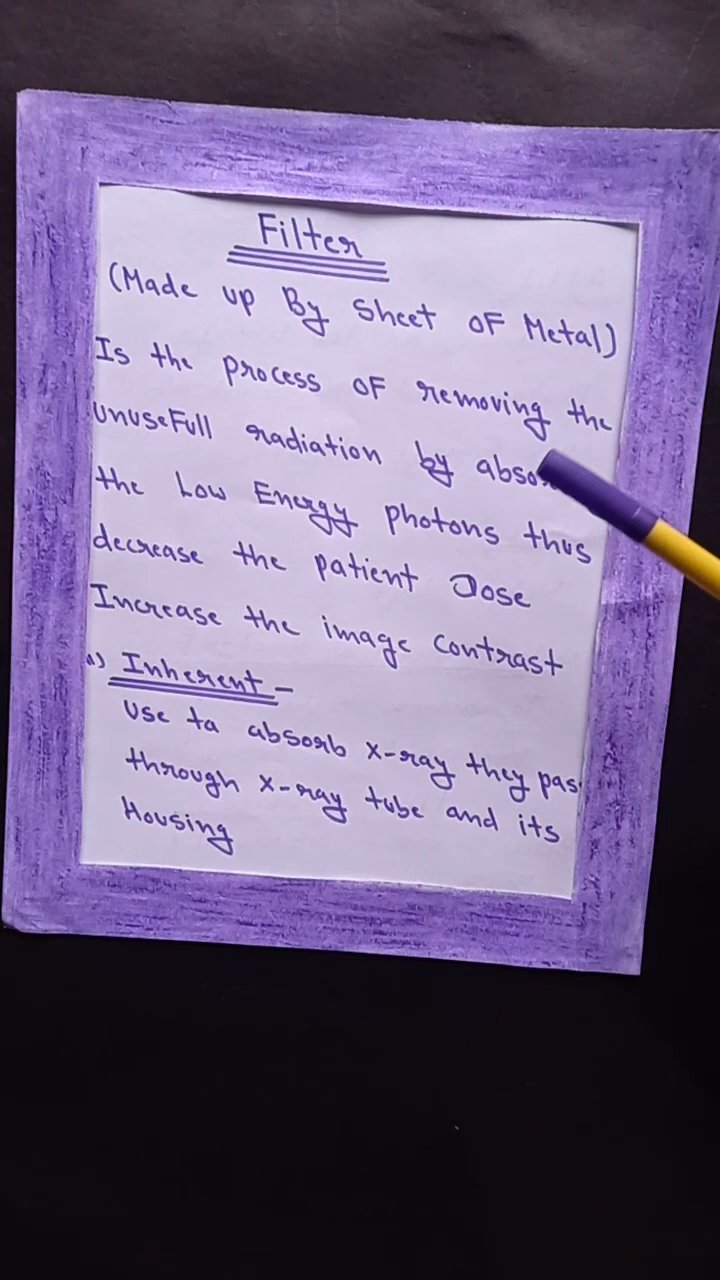 Filter
(Made up By Sheet OF Metal)
Is the process OF removing the
unuseFull radiation by
the Low Energy photons thus
decrease the patient Dose
Increase the image contrast
a) Inherent -
Use ta absorb x-ray they pas
through x-ray tube and its
Housing